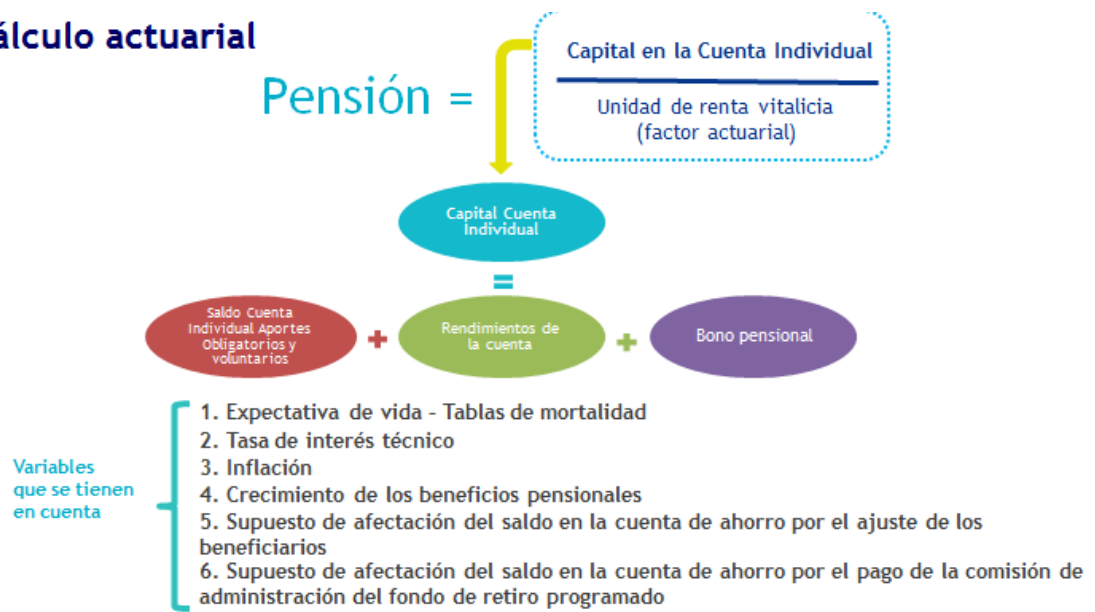 álculo actuarial
Pensión =
Capital en la Cuenta Individual
Unidad de renta vitalicia
(factor actuarial)
Capital Cuenta
Individual
=
Saldo Cuenta
Individual Aportes
Obligatorios y
voluntarios
+
Rendimientos de
la cuenta
+
Bono pensional
Variables
que se tienen
en cuenta
1. Expectativa de vida - Tablas de mortalidad
2. Tasa de interés técnico
3. Inflación
4. Crecimiento de los beneficios pensionales
5. Supuesto de afectación del saldo en la cuenta de ahorro por el ajuste de los
beneficiarios
6. Supuesto de afectación del saldo en la cuenta de ahorro por el pago de la comisión de
administración del fondo de retiro programado